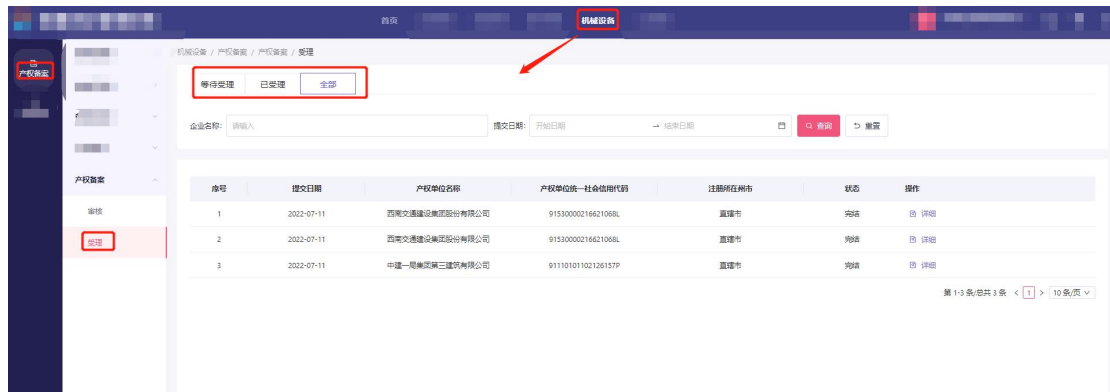 首页
机械设备
产权备案
机械设备 / 产权备案 / 产权备案 / 受理
等待受理 已受理 全部
企业名称: 请输入 提交日期: 开始日期 → 结束日期 查询 重置
产权备案
审核
受理
序号 提交日期 产权单位名称 产权单位统一社会信用代码 注册所在州市 状态 操作
1 2022-07-11 西南交通建设集团股份有限公司 91530000216621068L 直辖市 完结 详细
2 2022-07-11 西南交通建设集团股份有限公司 91530000216621068L 直辖市 完结 详细
3 2022-07-11 中建一局集团第三建筑有限公司 91110101102126157P 直辖市 完结 详细
第 1-3 条/总共 3 条 < 1 > 10 条/页